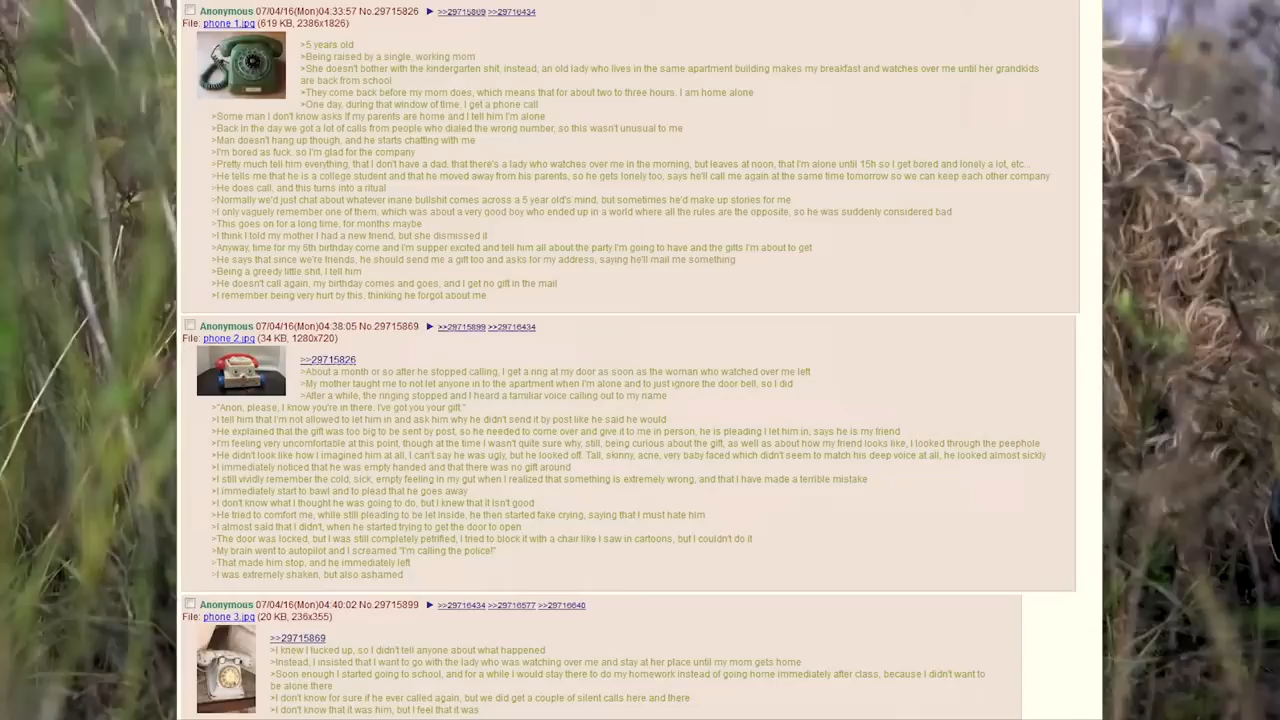 Anonymous 07/04/16(Mon)04:33:57 No.29715826 ▶ >>29715869 >>29716434
File: phone 1.jpg (619 KB, 2386x1826)
>5 years old
>Being raised by a single, working mom
>She doesn't bother with the kindergarten shit, instead, an old lady who lives in the same apartment building makes my breakfast and watches over me until her grandkids
are back from school
>They come back before my mom does, which means that for about two to three hours. I am home alone
>One day, during that window of time, I get a phone call
>Some man I don't know asks if my parents are home and I tell him I'm alone
>Back in the day we got a lot of calls from people who dialed the wrong number, so this wasn't unusual to me
>Man doesn't hang up though, and he starts chatting with me
>I'm bored as fuck, so I'm glad for the company
>Pretty much tell him everything, that I don't have a dad, that there's a lady who watches over me in the morning, but leaves at noon, that I'm alone until 15h so I get bored and lonely a lot, etc...
>He tells me that he is a college student and that he moved away from his parents, so he gets lonely too, says he'll call me again at the same time tomorrow so we can keep each other company
>He does call, and this turns into a ritual
>Normally we'd just chat about whatever inane bullshit comes across a 5 year old's mind, but sometimes he'd make up stories for me
>I only vaguely remember one of them, which was about a very good boy who ended up in a world where all the rules are the opposite, so he was suddenly considered bad
>This goes on for a long time, for months maybe
>I think I told my mother I had a new friend, but she dismissed it
>Anyway, time for my 6th birthday come and I'm supper excited and tell him all about the party I'm going to have and the gifts I'm about to get
>He says that since we're friends, he should send me a gift too and asks for my address, saying he'll mail me something
>Being a greedy little shit, I tell him
>He doesn't call again, my birthday comes and goes, and I get no gift in the mail
>I remember being very hurt by this, thinking he forgot about me
Anonymous 07/04/16(Mon)04:38:05 No.29715869 ▶ >>29715899 >>29716434
File: phone 2.jpg (34 KB, 1280x720)
>>29715826
>About a month or so after he stopped calling, I get a ring at my door as soon as the woman who watched over me left
>My mother taught me to not let anyone in to the apartment when I'm alone and to just ignore the door bell, so I did
>After a while, the ringing stopped and I heard a familiar voice calling out to my name
>"Anon, please, I know you're in there. I've got you your gift."
>I tell him that I'm not allowed to let him in and ask him why he didn't send it by post like he said he would
>He explained that the gift was too big to be sent by post, so he needed to come over and give it to me in person, he is pleading I let him in, says he is my friend
>I'm feeling very uncomfortable at this point, though at the time I wasn't quite sure why, still, being curious about the gift, as well as about how my friend looks like, I looked through the peephole
>He didn't look like how I imagined him at all, I can't say he was ugly, but he looked off. Tall, skinny, acne, very baby faced which didn't seem to match his deep voice at all, he looked almost sickly
>I immediately noticed that he was empty handed and that there was no gift around
>I still vividly remember the cold, sick, empty feeling in my gut when I realized that something is extremely wrong, and that I have made a terrible mistake
>I immediately start to bawl and to plead that he goes away
>I don't know what I thought he was going to do, but I knew that it isn't good
>He tried to comfort me, while still pleading to be let inside, he then started fake crying, saying that I must hate him
>I almost said that I didn't, when he started trying to get the door to open
>The door was locked, but I was still completely petrified, I tried to block it with a chair like I saw in cartoons, but I couldn't do it
>My brain went to autopilot and I screamed "I'm calling the police!"
>That made him stop, and he immediately left
>I was extremely shaken, but also ashamed
Anonymous 07/04/16(Mon)04:40:02 No.29715899 ▶ >>29716434 >>29716577 >>29716640
File: phone 3.jpg (20 KB, 236x355)
>>29715869
>I knew I fucked up, so I didn't tell anyone about what happened
>Instead, I insisted that I want to go with the lady who was watching over me and stay at her place until my mom gets home
>Soon enough I started going to school, and for a while I would stay there to do my homework instead of going home immediately after class, because I didn't want to
be alone there
>I don't know for sure if he ever called again, but we did get a couple of silent calls here and there
>I don't know that it was him, but I feel that it was